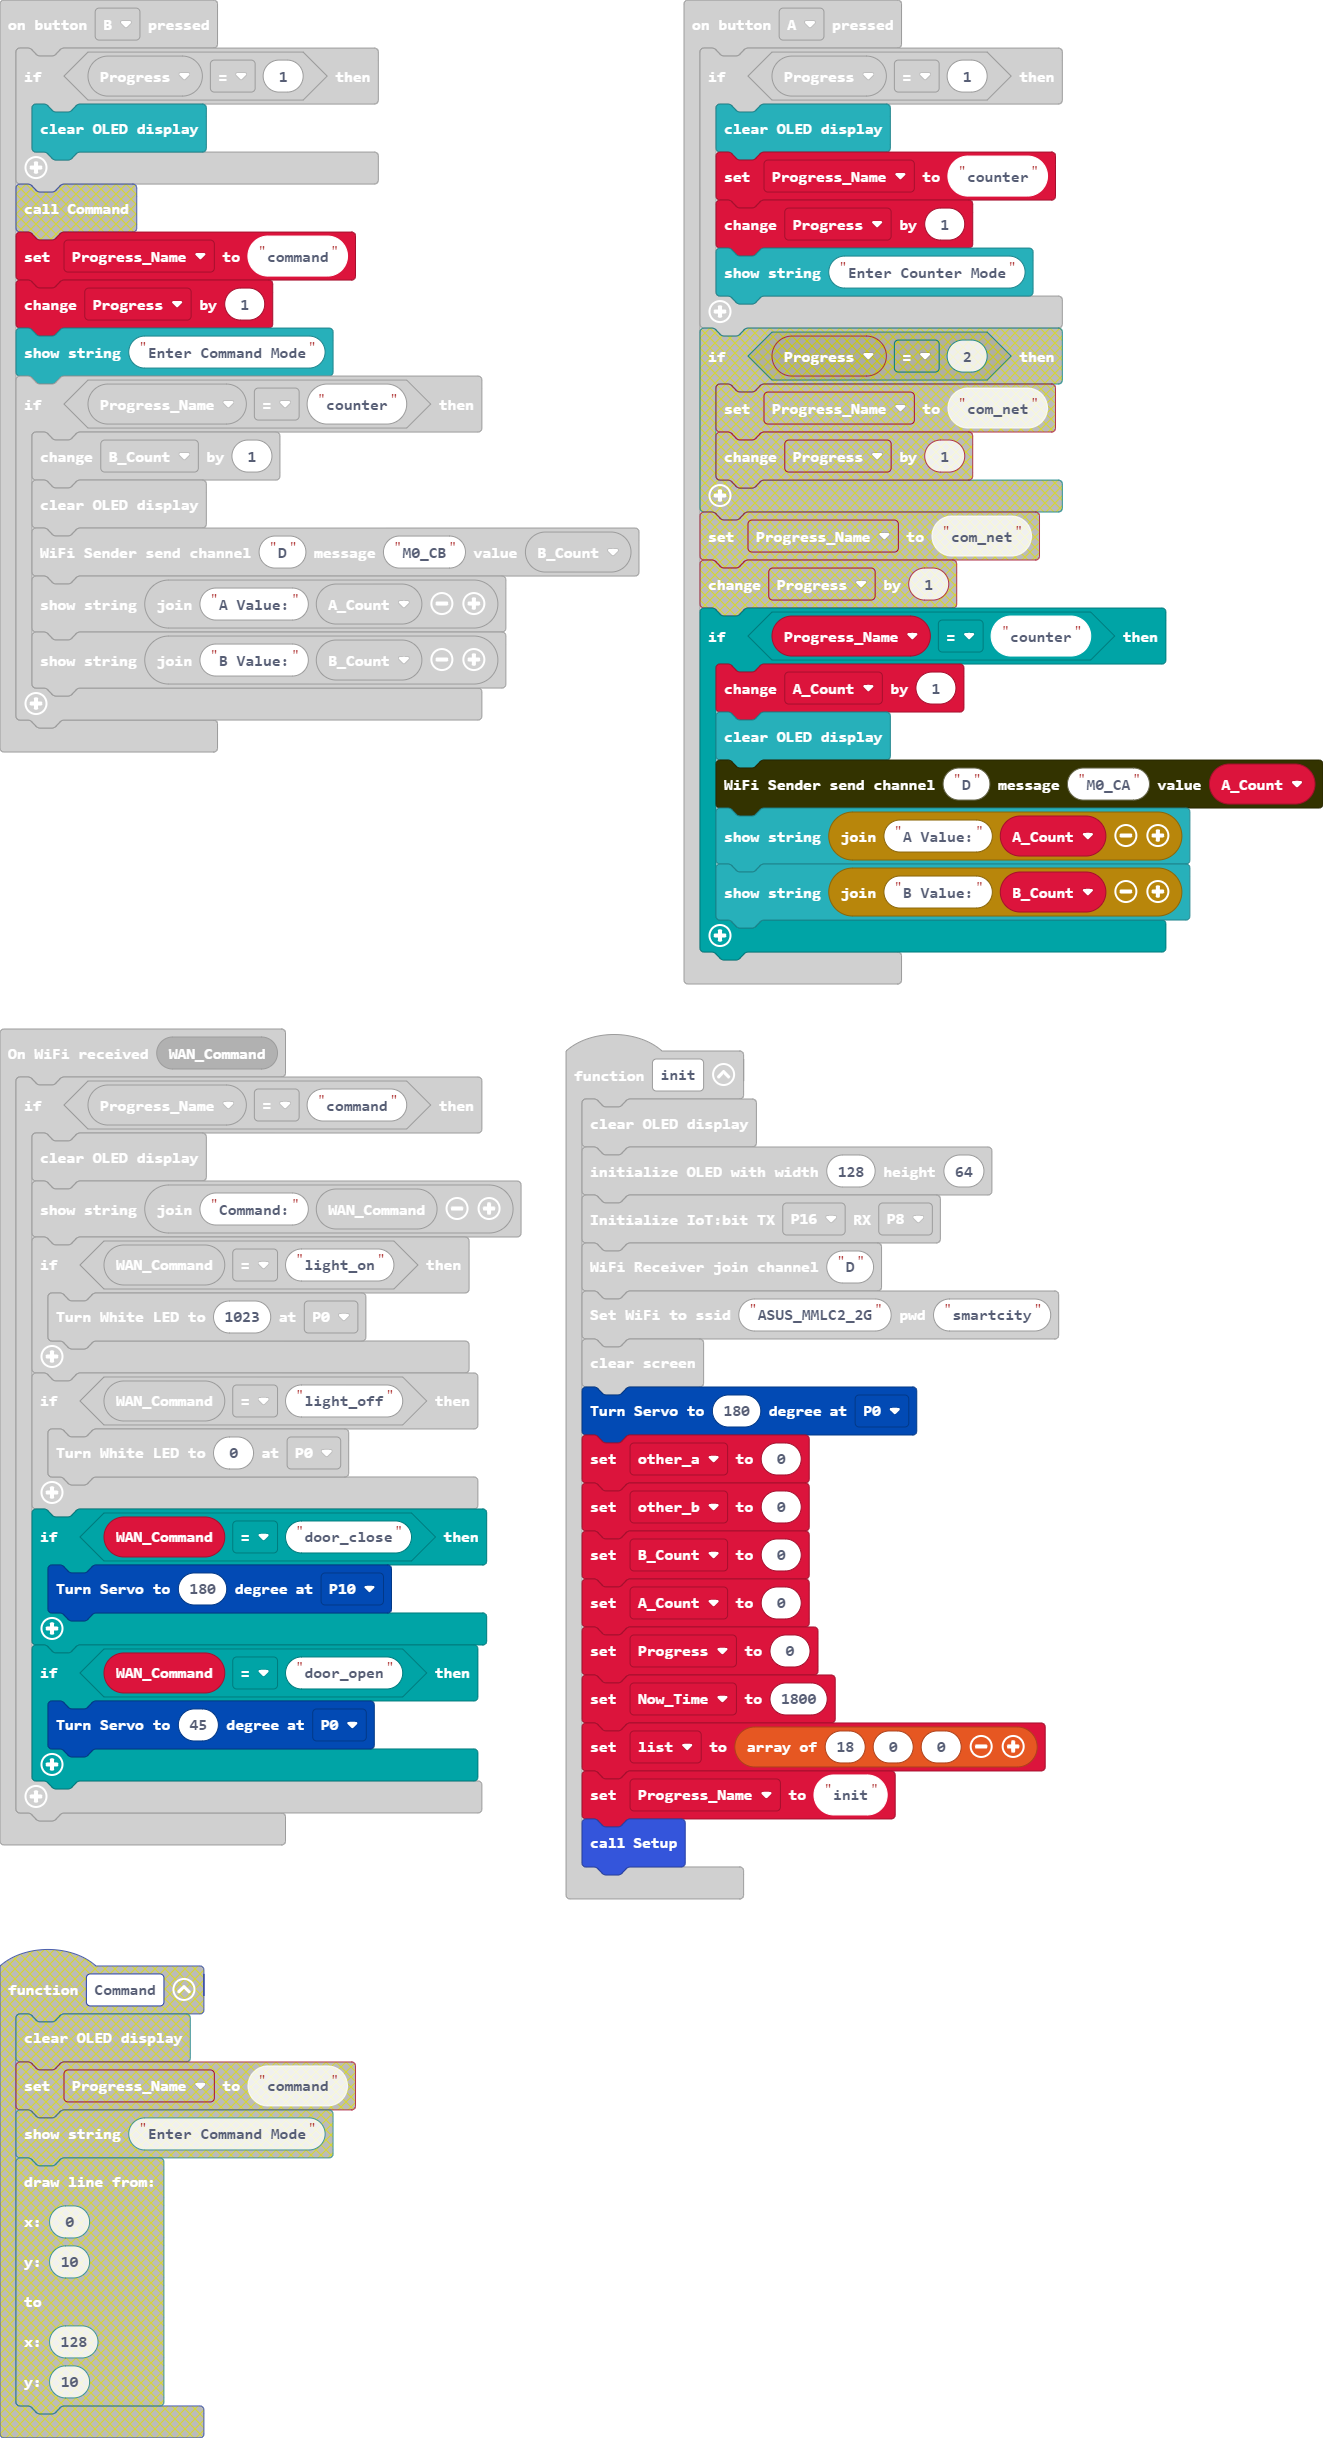 on button B pressed
if Progress = 1 then
clear OLED display
call Command
set Progress_Name to "command"
change Progress by 1
show string "Enter Command Mode"
if Progress_Name = "counter" then
change B_Count by 1
clear OLED display
WiFi Sender send channel "D" message "M0_CB" value B_Count
show string join "A Value:" A_Count
show string join "B Value:" B_Count
on button A pressed
if Progress = 1 then
clear OLED display
set Progress_Name to "counter"
change Progress by 1
show string "Enter Counter Mode"
if Progress = 2 then
set Progress_Name to "com_net"
change Progress by 1
set Progress_Name to "com_net"
change Progress by 1
if Progress_Name = "counter" then
change A_Count by 1
clear OLED display
WiFi Sender send channel "D" message "M0_CA" value A_Count
show string join "A Value:" A_Count
show string join "B Value:" B_Count
On WiFi received WAN_Command
if Progress_Name = "command" then
clear OLED display
show string join "Command:" WAN_Command
if WAN_Command = "light_on" then
Turn White LED to 1023 at P0
if WAN_Command = "light_off" then
Turn White LED to 0 at P0
if WAN_Command = "door_close" then
Turn Servo to 180 degree at P10
if WAN_Command = "door_open" then
Turn Servo to 45 degree at P0
function init
clear OLED display
initialize OLED with width 128 height 64
Initialize IoT:bit TX P16 RX P8
WiFi Receiver join channel "D"
Set WiFi to ssid "ASUS_MMLC2_2G" pwd "smartcity"
clear screen
Turn Servo to 180 degree at P0
set other_a to 0
set other_b to 0
set B_Count to 0
set A_Count to 0
set Progress to 0
set Now_Time to 1800
set list to array of 18 0 0
set Progress_Name to "init"
call Setup
function Command
clear OLED display
set Progress_Name to "command"
show string "Enter Command Mode"
draw line from:
x: 0
y: 10
to
x: 128
y: 10